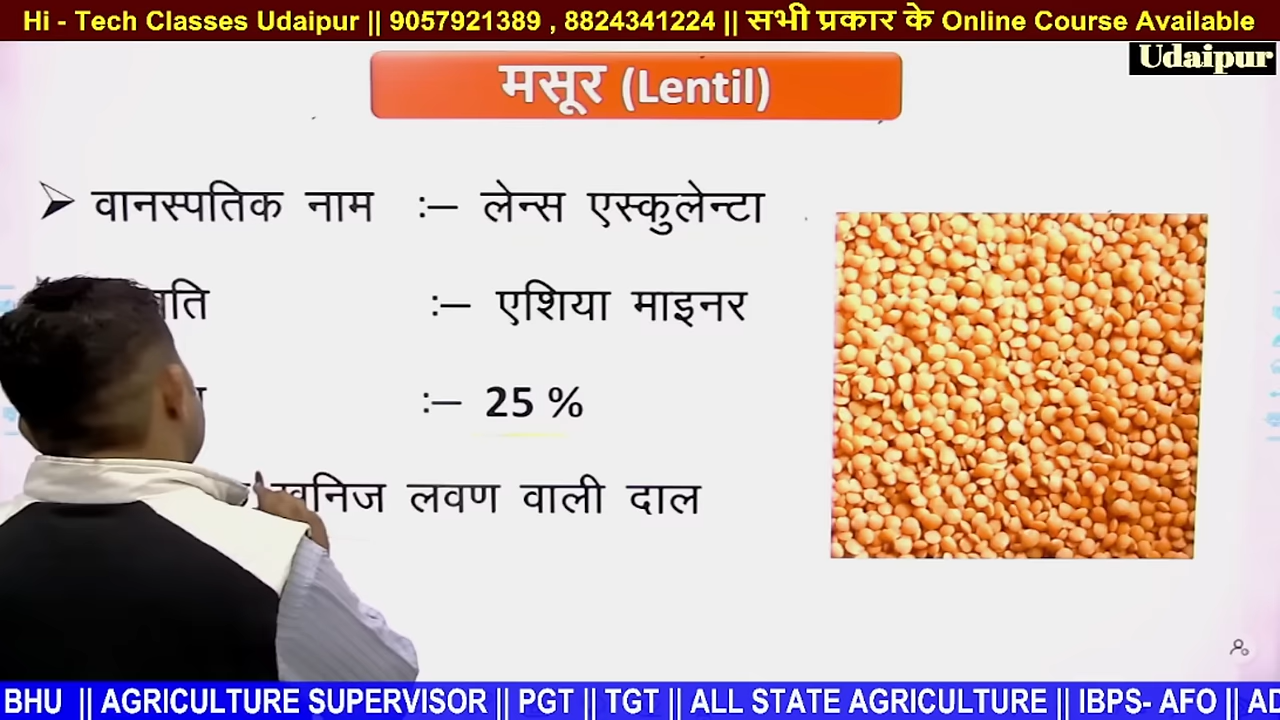 Hi - Tech Classes Udaipur || 9057921389 , 8824341224 || सभी प्रकार के Online Course Available
Udaipur
मसूर (Lentil)
वानस्पतिक नाम :– लेन्स एस्कुलेन्टा
:– एशिया माइनर
:– 25 %
खनिज लवण वाली दाल
BHU || AGRICULTURE SUPERVISOR || PGT || TGT || ALL STATE AGRICULTURE || IBPS- AFO ||